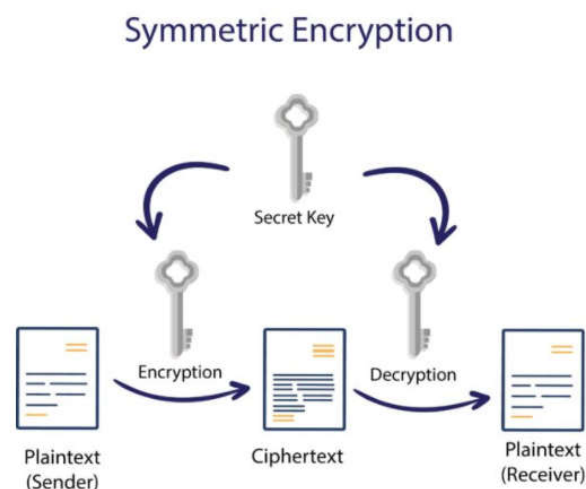 Symmetric Encryption
Secret Key
Encryption
Decryption
Plaintext
(Sender)
Ciphertext
Plaintext
(Receiver)